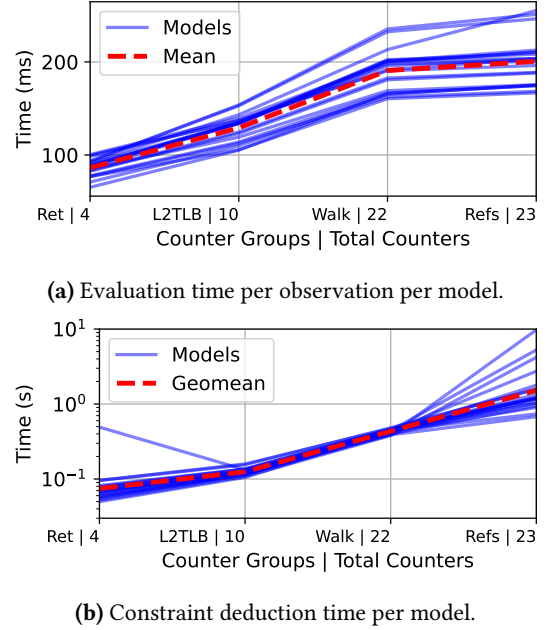 Models
Mean
200
100
Time (ms)
Ret | 4
L2TLB | 10
Walk | 22
Refs | 23
Counter Groups | Total Counters
(a) Evaluation time per observation per model.
10¹
10⁰
10⁻¹
Time (s)
Models
Geomean
Ret | 4
L2TLB | 10
Walk | 22
Refs | 23
Counter Groups | Total Counters
(b) Constraint deduction time per model.